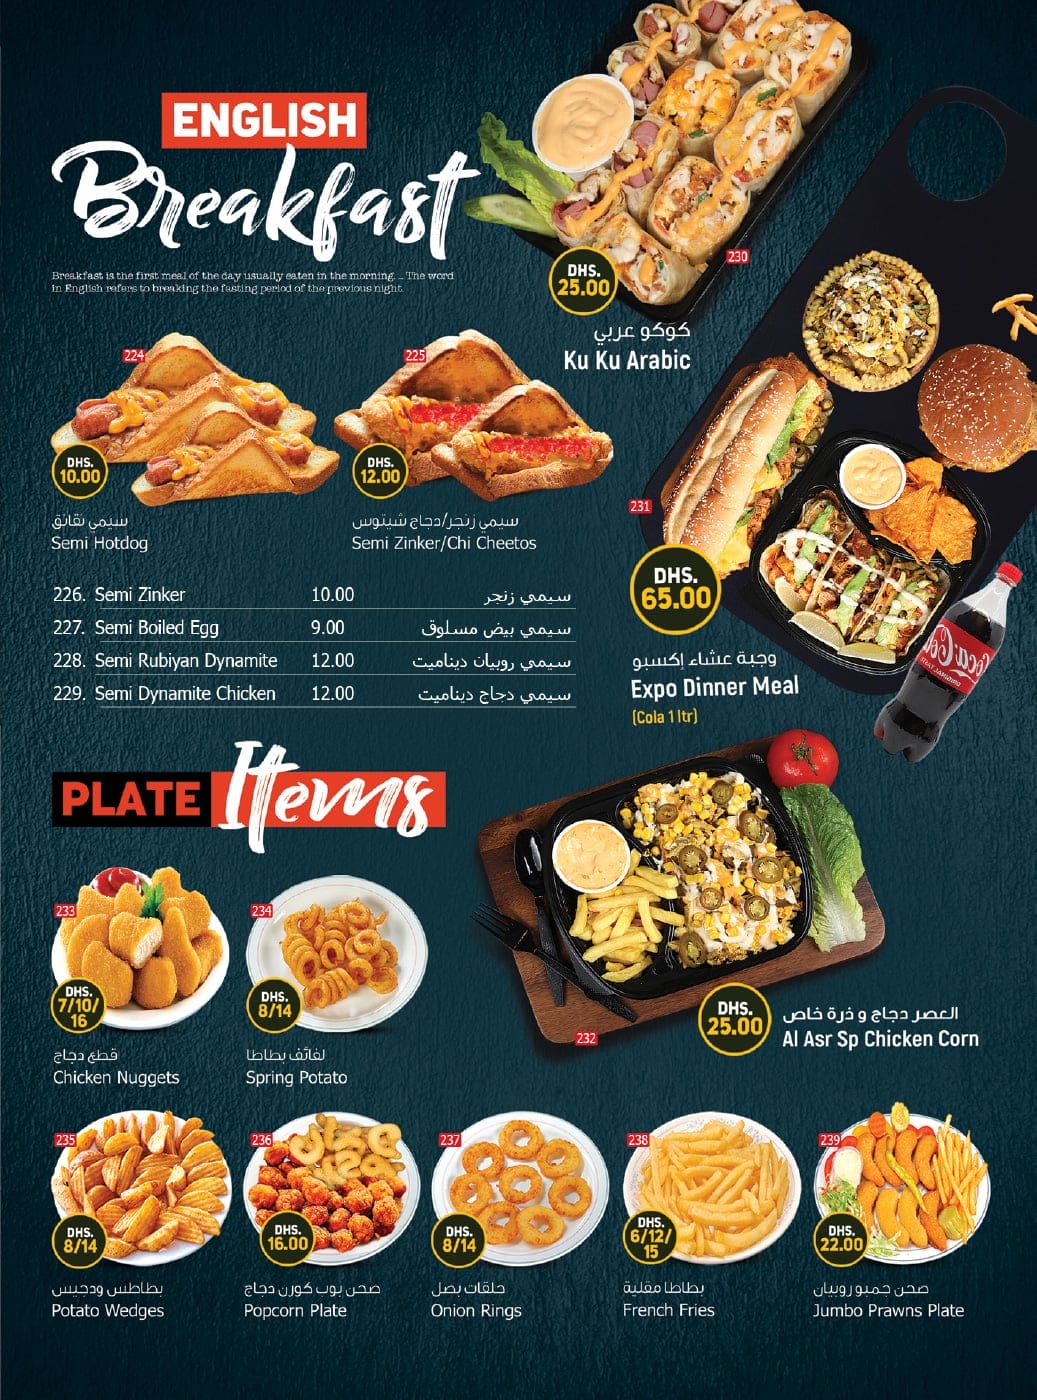 ENGLISH
Breakfast
Breakfast is the first meal of the day usually eaten in the morning. ... The word
in English refers to breaking the fasting period of the previous night.
230
DHS.
25.00
كوكو عربي
Ku Ku Arabic
224
DHS.
10.00
سيمي نقانق
Semi Hotdog
225
DHS.
12.00
سيمي زنجر/دجاج شيتوس
Semi Zinker/Chi Cheetos
226. Semi Zinker 10.00 سيمي زنجر
227. Semi Boiled Egg 9.00 سيمي بيض مسلوق
228. Semi Rubiyan Dynamite 12.00 سيمي روبيان ديناميت
229. Semi Dynamite Chicken 12.00 سيمي دجاج ديناميت
231
DHS.
65.00
وجبة عشاء إكسبو
Expo Dinner Meal
(Cola 1 ltr)
Coca-Cola
PLATE Items
232
DHS.
25.00
العصر دجاج و ذرة خاص
Al Asr Sp Chicken Corn
233
DHS.
7/10/
16
قطع دجاج
Chicken Nuggets
234
DHS.
8/14
لفائف بطاطا
Spring Potato
235
DHS.
8/14
بطاطس ودجيس
Potato Wedges
236
DHS.
16.00
صحن بوب كورن دجاج
Popcorn Plate
237
DHS.
8/14
حلقات بصل
Onion Rings
238
DHS.
6/12/
15
بطاطا مقلية
French Fries
239
DHS.
22.00
صحن جمبو روبيان
Jumbo Prawns Plate